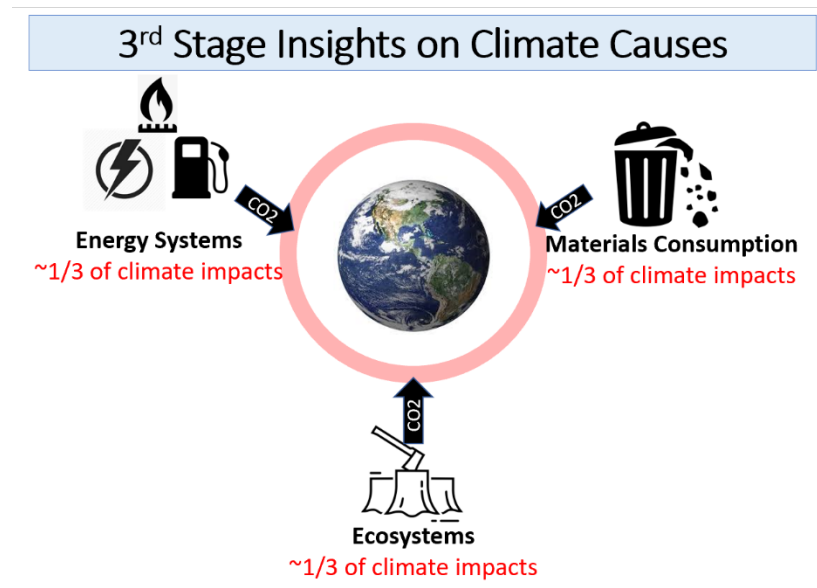 3rd Stage Insights on Climate Causes
CO2
CO2
Energy Systems
~1/3 of climate impacts
Materials Consumption
~1/3 of climate impacts
CO2
Ecosystems
~1/3 of climate impacts